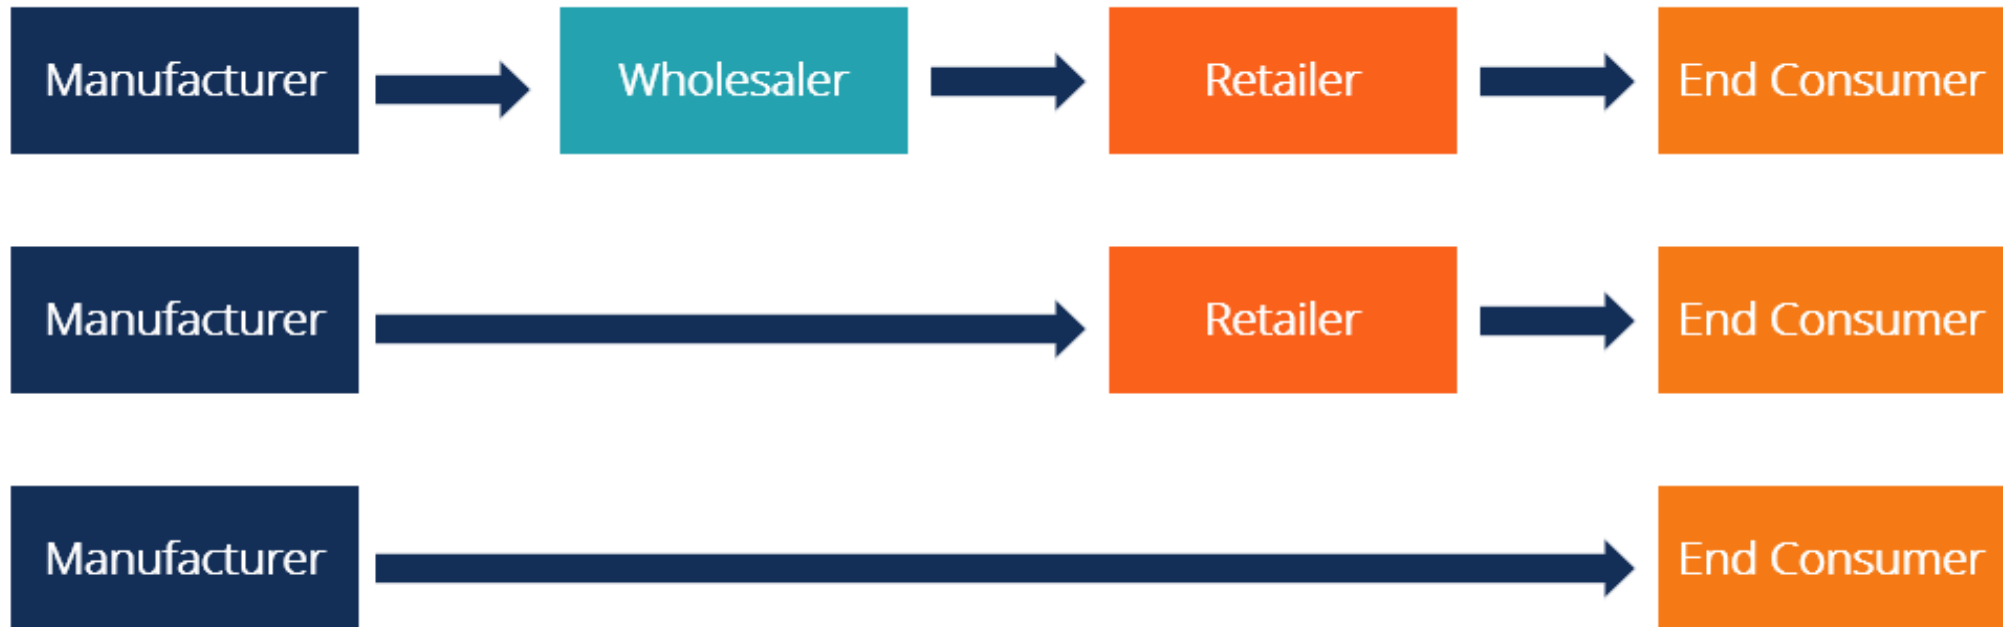 Manufacturer Wholesaler Retailer End Consumer
Manufacturer Retailer End Consumer
Manufacturer End Consumer